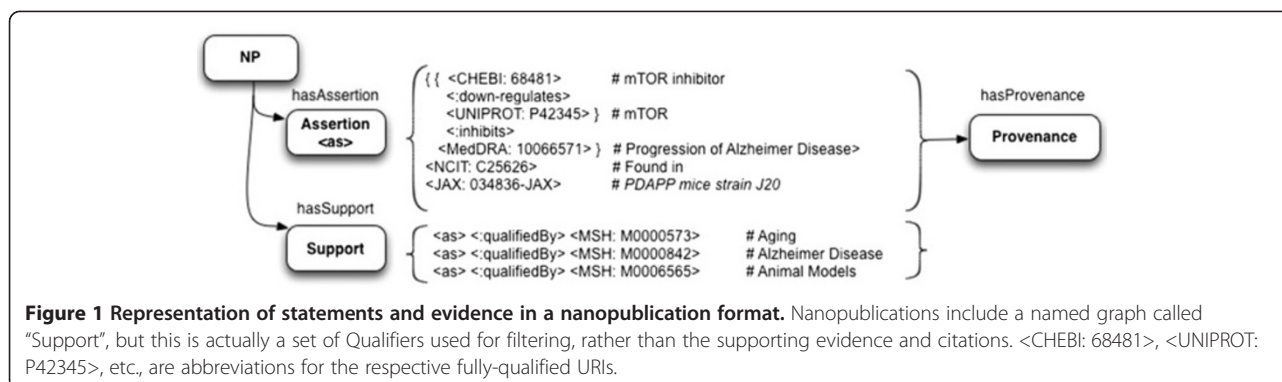 NP
hasAssertion
Assertion
<as>
{ { <CHEBI: 68481> # mTOR inhibitor
<:down-regulates>
<UNIPROT: P42345> } # mTOR
<:inhibits>
<MedDRA: 10066571> } # Progression of Alzheimer Disease>
<NCIT: C25626> # Found in
<JAX: 034836-JAX> # PDAPP mice strain J20
hasProvenance
Provenance
hasSupport
Support
<as> <:qualifiedBy> <MSH: M0000573> # Aging
<as> <:qualifiedBy> <MSH: M0000842> # Alzheimer Disease
<as> <:qualifiedBy> <MSH: M0006565> # Animal Models
Figure 1 Representation of statements and evidence in a nanopublication format. Nanopublications include a named graph called
"Support", but this is actually a set of Qualifiers used for filtering, rather than the supporting evidence and citations. <CHEBI: 68481>, <UNIPROT:
P42345>, etc., are abbreviations for the respective fully-qualified URIs.